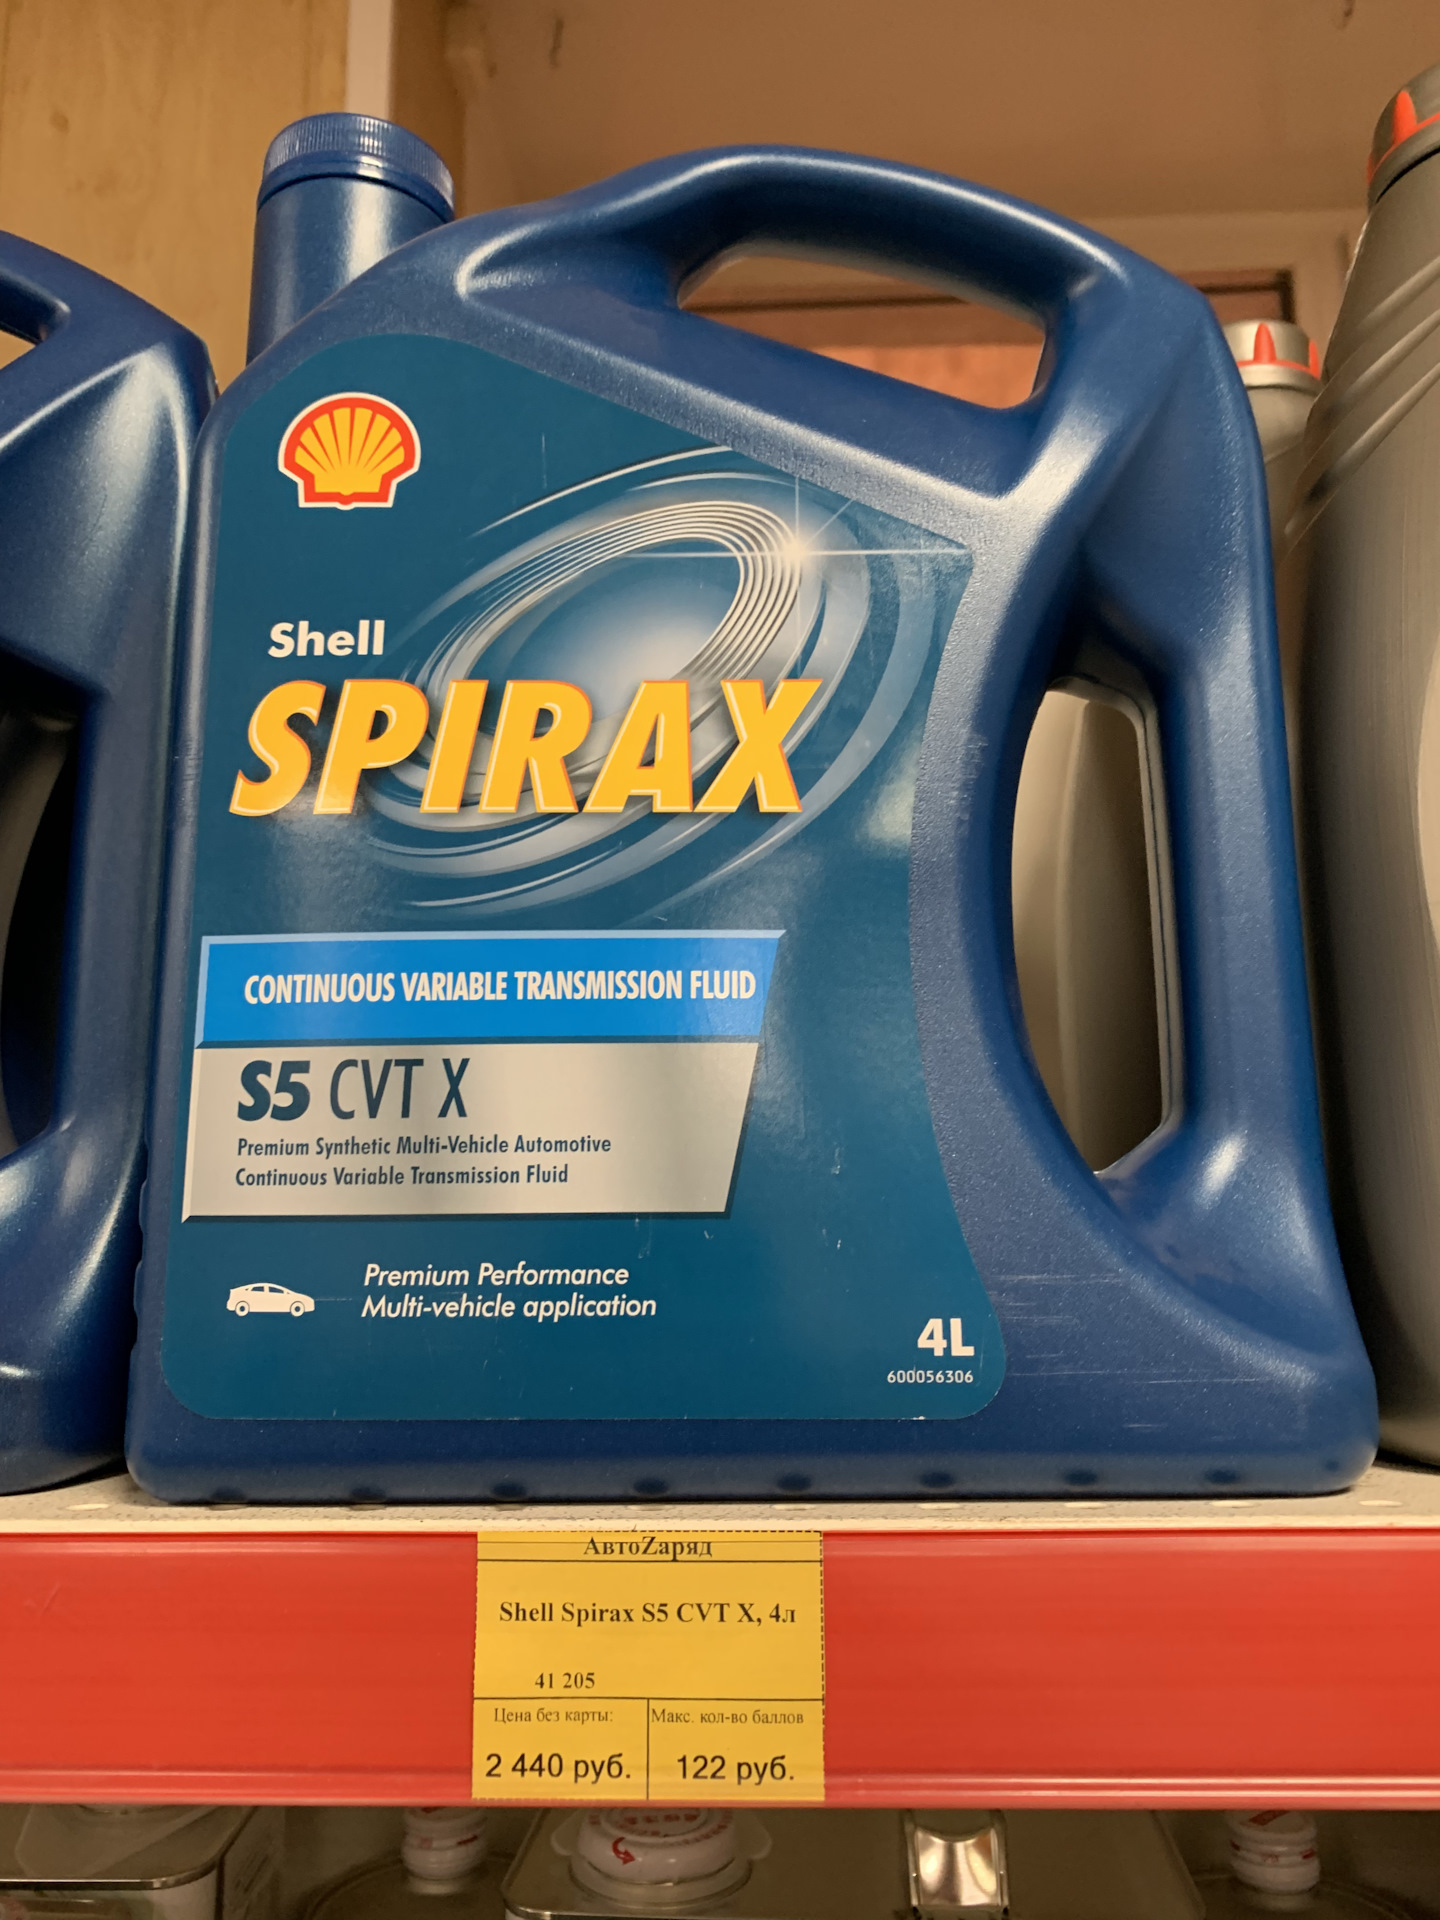 Shell
SPIRAX
CONTINUOUS VARIABLE TRANSMISSION FLUID
S5 CVT X
Premium Synthetic Multi-Vehicle Automotive
Continuous Variable Transmission Fluid
Premium Performance
Multi-vehicle application
4L
600056306
АвтоZаряд
Shell Spirax S5 CVT X, 4л
41 205
Цена без карты:
2 440 руб.
Макс. кол-во баллов
122 руб.